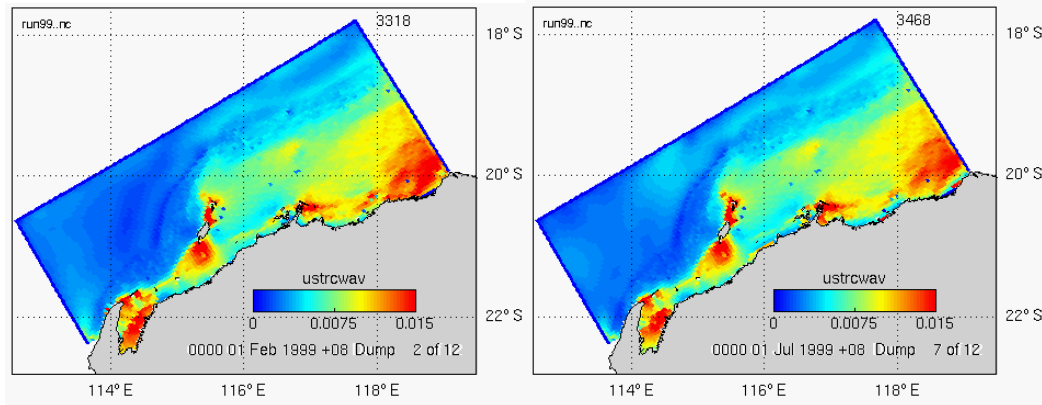 run99..nc
3318
18° S
20° S
22° S
ustrcwav
0 0.0075 0.015
0000 01 Feb 1999 +08 Dump 2 of 12
114° E 116° E 118° E
run99..nc
3468
18° S
20° S
22° S
ustrcwav
0 0.0075 0.015
0000 01 Jul 1999 +08 Dump 7 of 12
114° E 116° E 118° E